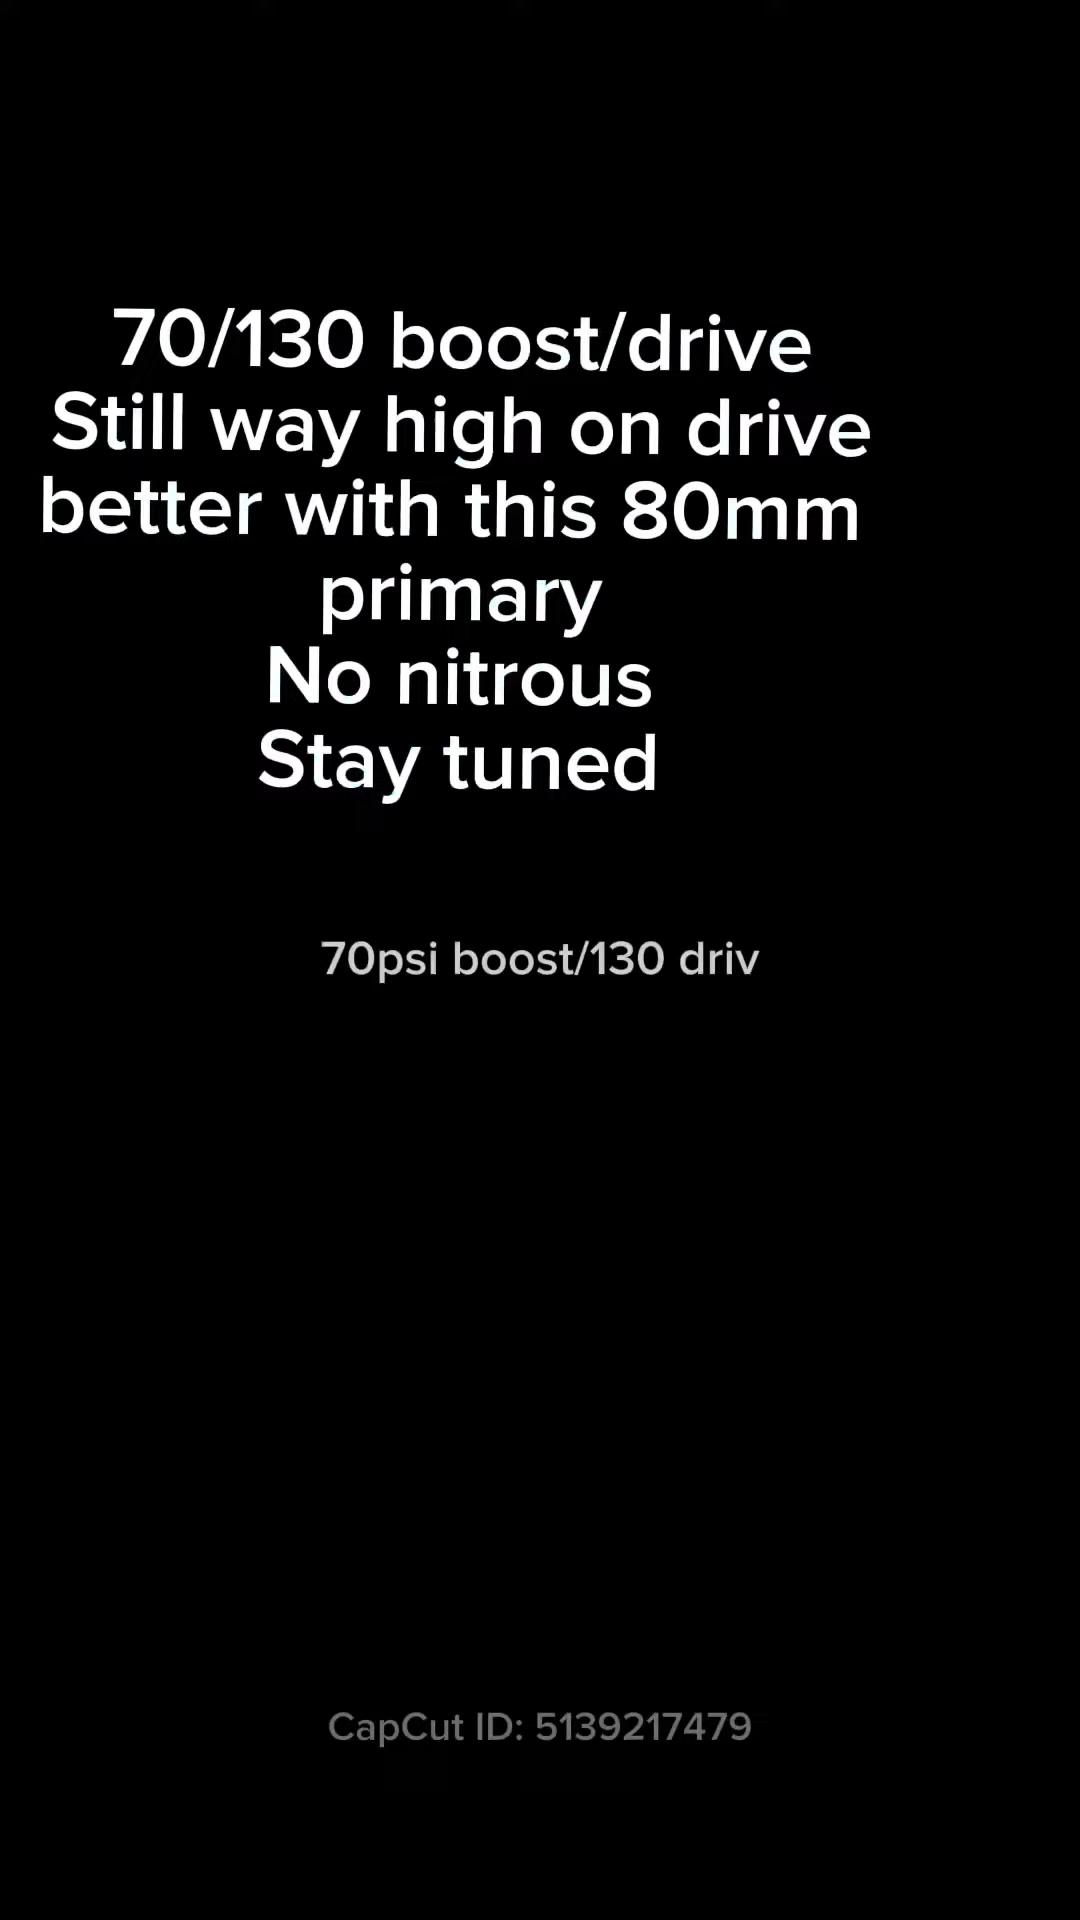 70/130 boost/drive
Still way high on drive
better with this 80mm
primary
No nitrous
Stay tuned
70psi boost/130 driv
CapCut ID: 5139217479